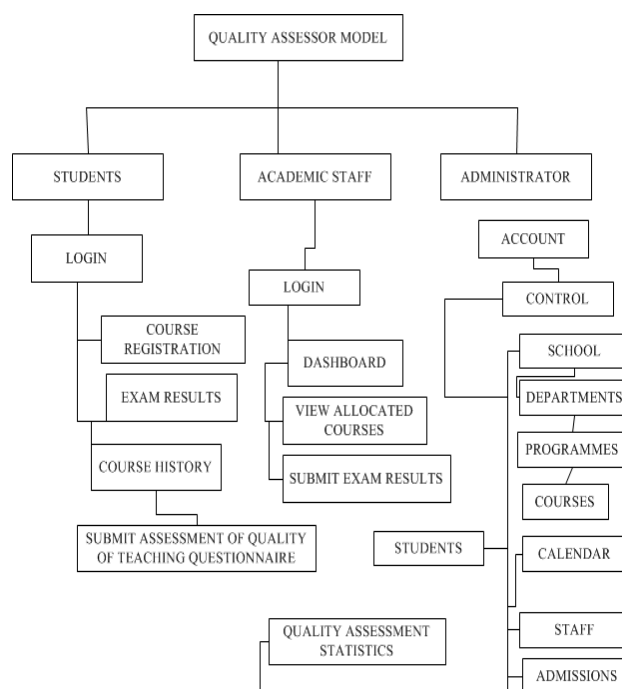 QUALITY ASSESSOR MODEL
STUDENTS
ACADEMIC STAFF
ADMINISTRATOR
LOGIN
COURSE
REGISTRATION
EXAM RESULTS
COURSE HISTORY
SUBMIT ASSESSMENT OF QUALITY
OF TEACHING QUESTIONNAIRE
LOGIN
DASHBOARD
VIEW ALLOCATED
COURSES
SUBMIT EXAM RESULTS
ACCOUNT
CONTROL
SCHOOL
DEPARTMENTS
PROGRAMMES
COURSES
STUDENTS
CALENDAR
STAFF
ADMISSIONS
QUALITY ASSESSMENT
STATISTICS